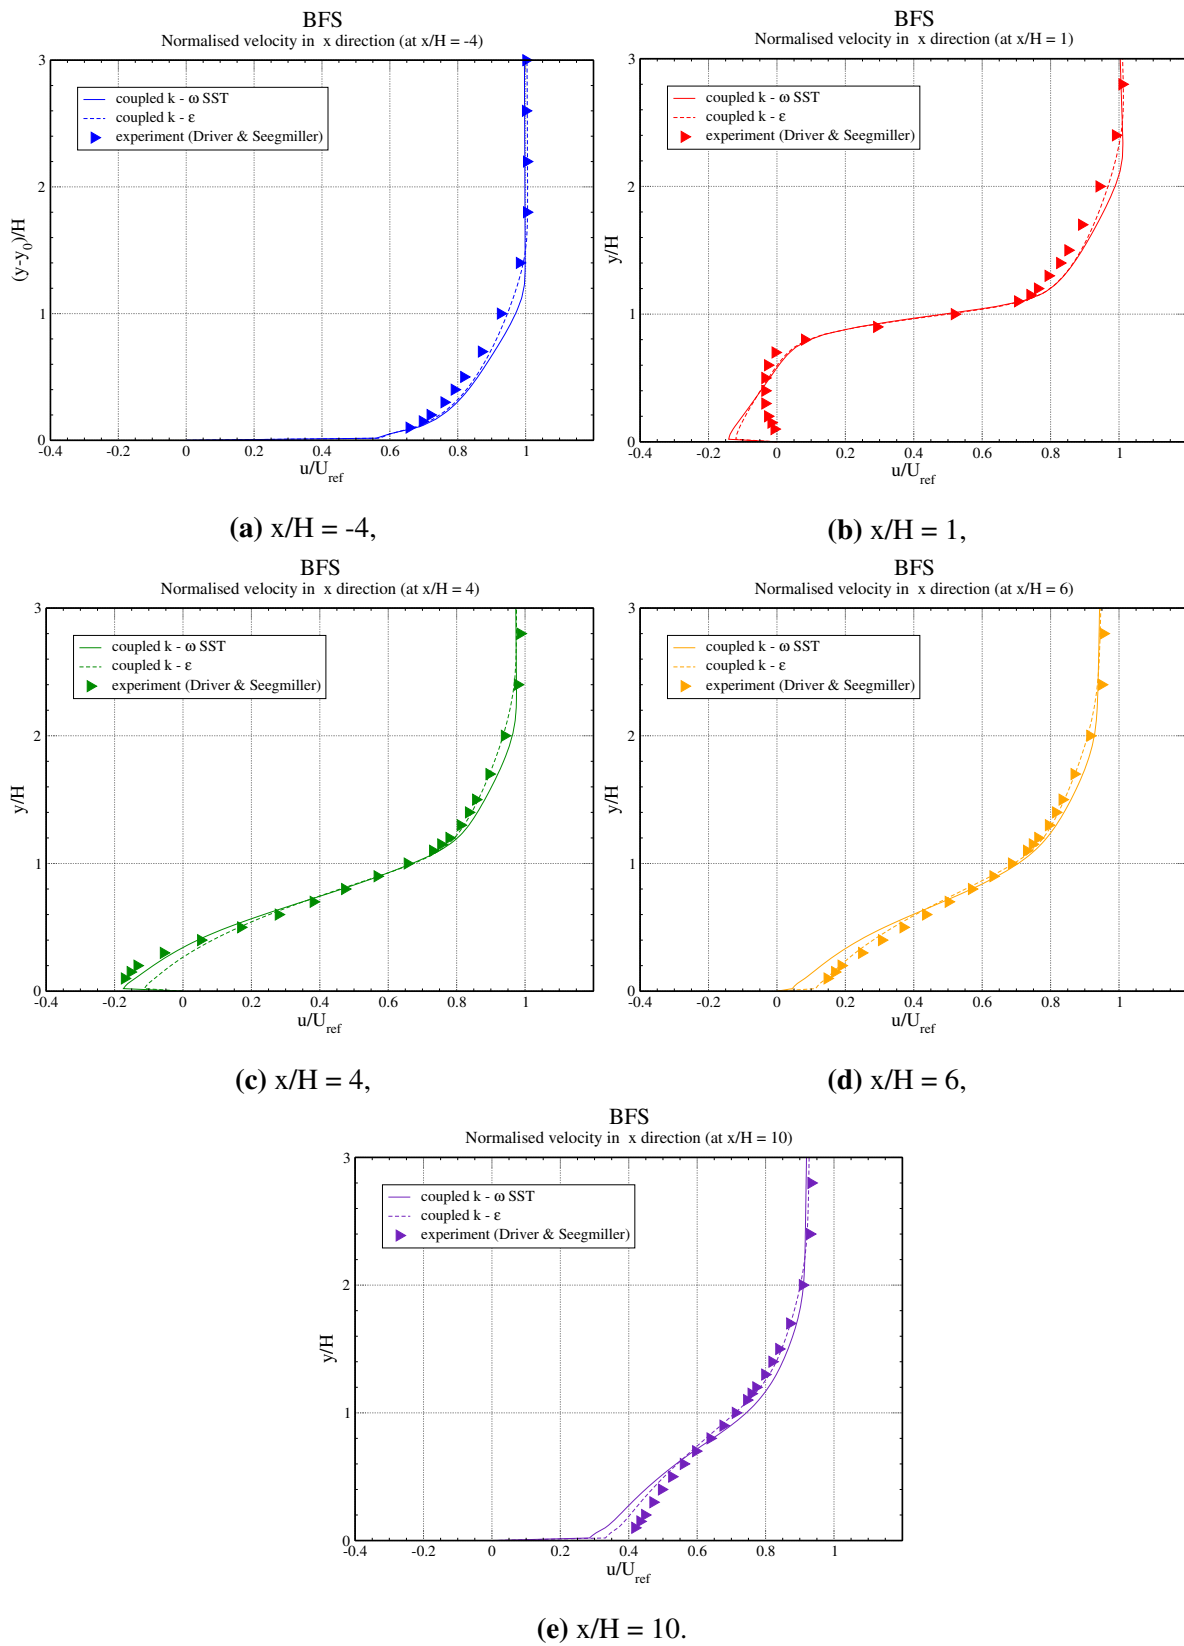 BFS
Normalised velocity in x direction (at x/H = -4)
3
2
1
0
(y-y0)/H
coupled k - ω SST
coupled k - ε
experiment (Driver & Seegmiller)
-0.4 -0.2 0 0.2 0.4 0.6 0.8 1
u/Uref
(a) x/H = -4,
BFS
Normalised velocity in x direction (at x/H = 1)
3
2
1
0
y/H
coupled k - ω SST
coupled k - ε
experiment (Driver & Seegmiller)
-0.4 -0.2 0 0.2 0.4 0.6 0.8 1
u/Uref
(b) x/H = 1,
BFS
Normalised velocity in x direction (at x/H = 4)
3
2
1
0
y/H
coupled k - ω SST
coupled k - ε
experiment (Driver & Seegmiller)
-0.4 -0.2 0 0.2 0.4 0.6 0.8 1
u/Uref
(c) x/H = 4,
BFS
Normalised velocity in x direction (at x/H = 6)
3
2
1
0
y/H
coupled k - ω SST
coupled k - ε
experiment (Driver & Seegmiller)
-0.4 -0.2 0 0.2 0.4 0.6 0.8 1
u/Uref
(d) x/H = 6,
BFS
Normalised velocity in x direction (at x/H = 10)
3
2
1
0
y/H
coupled k - ω SST
coupled k - ε
experiment (Driver & Seegmiller)
-0.4 -0.2 0 0.2 0.4 0.6 0.8 1
u/Uref
(e) x/H = 10.